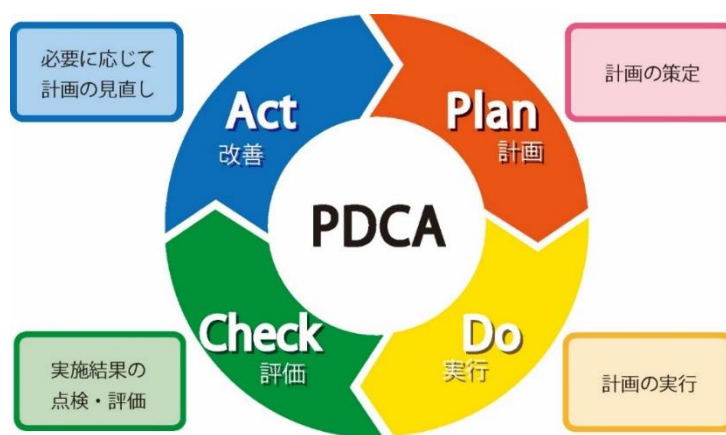 必要に応じて
計画の見直し
計画の策定
Act
改善
Plan
計画
PDCA
Check
評価
Do
実行
実施結果の
点検・評価
計画の実行